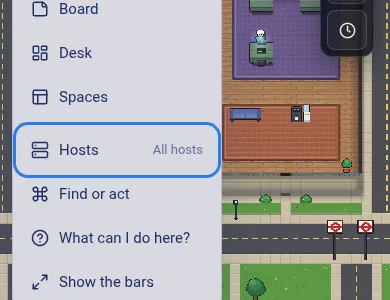 Board
Desk
Spaces
Hosts All hosts
Find or act
What can I do here?
Show the bars